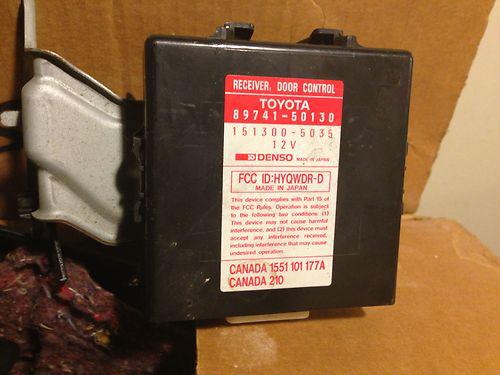 RECEIVER, DOOR CONTROL
TOYOTA
89741-50130
151300-5035
12V
DENSO MADE IN JAPAN
FCC ID:HYQWDR-D
MADE IN JAPAN
This device complies with Part 15 of
the FCC Rules. Operation is subject
to the following two conditions: (1)
This device may not cause harmful
interference, and (2) this device must
accept any interference received,
including interference that may cause
undesired operation.
CANADA 1551 101 177A
CANADA 210